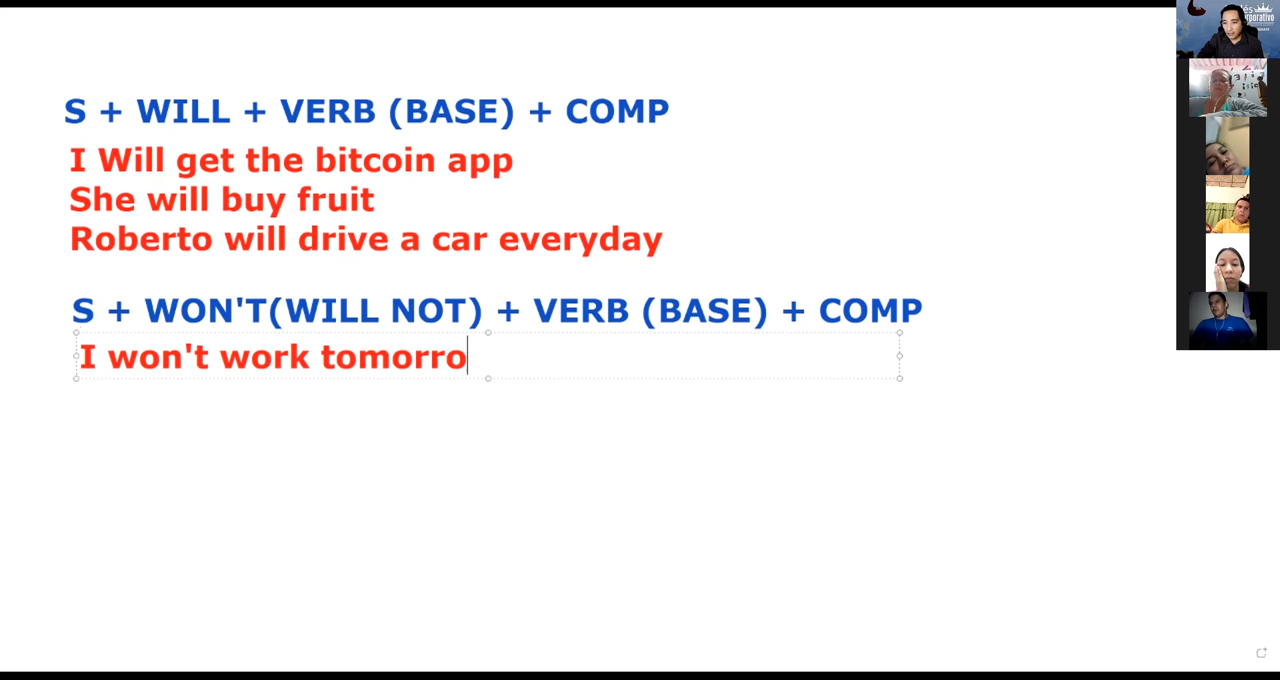 S + WILL + VERB (BASE) + COMP
I Will get the bitcoin app
She will buy fruit
Roberto will drive a car everyday
S + WON'T(WILL NOT) + VERB (BASE) + COMP
I won't work tomorro